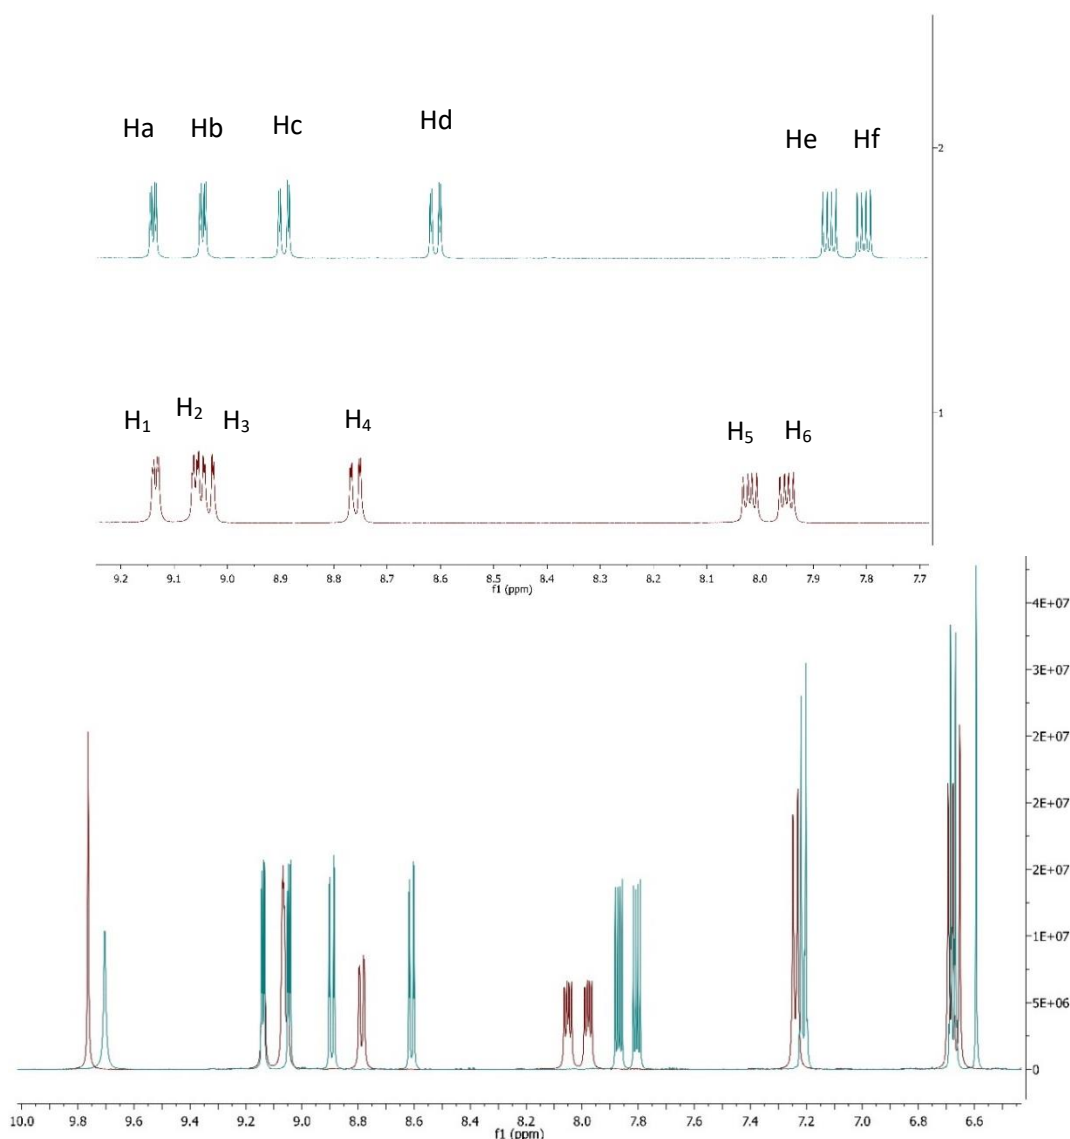 Ha Hb Hc Hd He Hf
2
H₁ H₂ H₃ H₄ H₅ H₆
1
9.2 9.1 9.0 8.9 8.8 8.7 8.6 8.5 8.4 8.3 8.2 8.1 8.0 7.9 7.8 7.7
f1 (ppm)
4E+07
3E+07
2E+07
2E+07
2E+07
1E+07
5E+06
0
10.0 9.8 9.6 9.4 9.2 9.0 8.8 8.6 8.4 8.2 8.0 7.8 7.6 7.4 7.2 7.0 6.8 6.6
f1 (ppm)